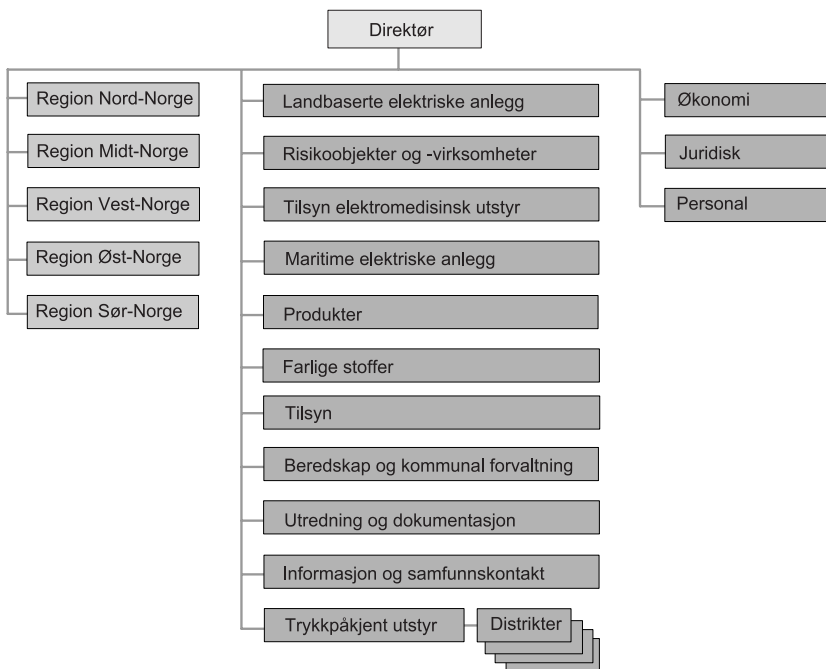 Direktør
Region Nord-Norge
Region Midt-Norge
Region Vest-Norge
Region Øst-Norge
Region Sør-Norge
Landbaserte elektriske anlegg
Risikoobjekter og -virksomheter
Tilsyn elektromedisinsk utstyr
Maritime elektriske anlegg
Produkter
Farlige stoffer
Tilsyn
Beredskap og kommunal forvaltning
Utredning og dokumentasjon
Informasjon og samfunnskontakt
Trykkpåkjent utstyr
Distrikter
Økonomi
Juridisk
Personal